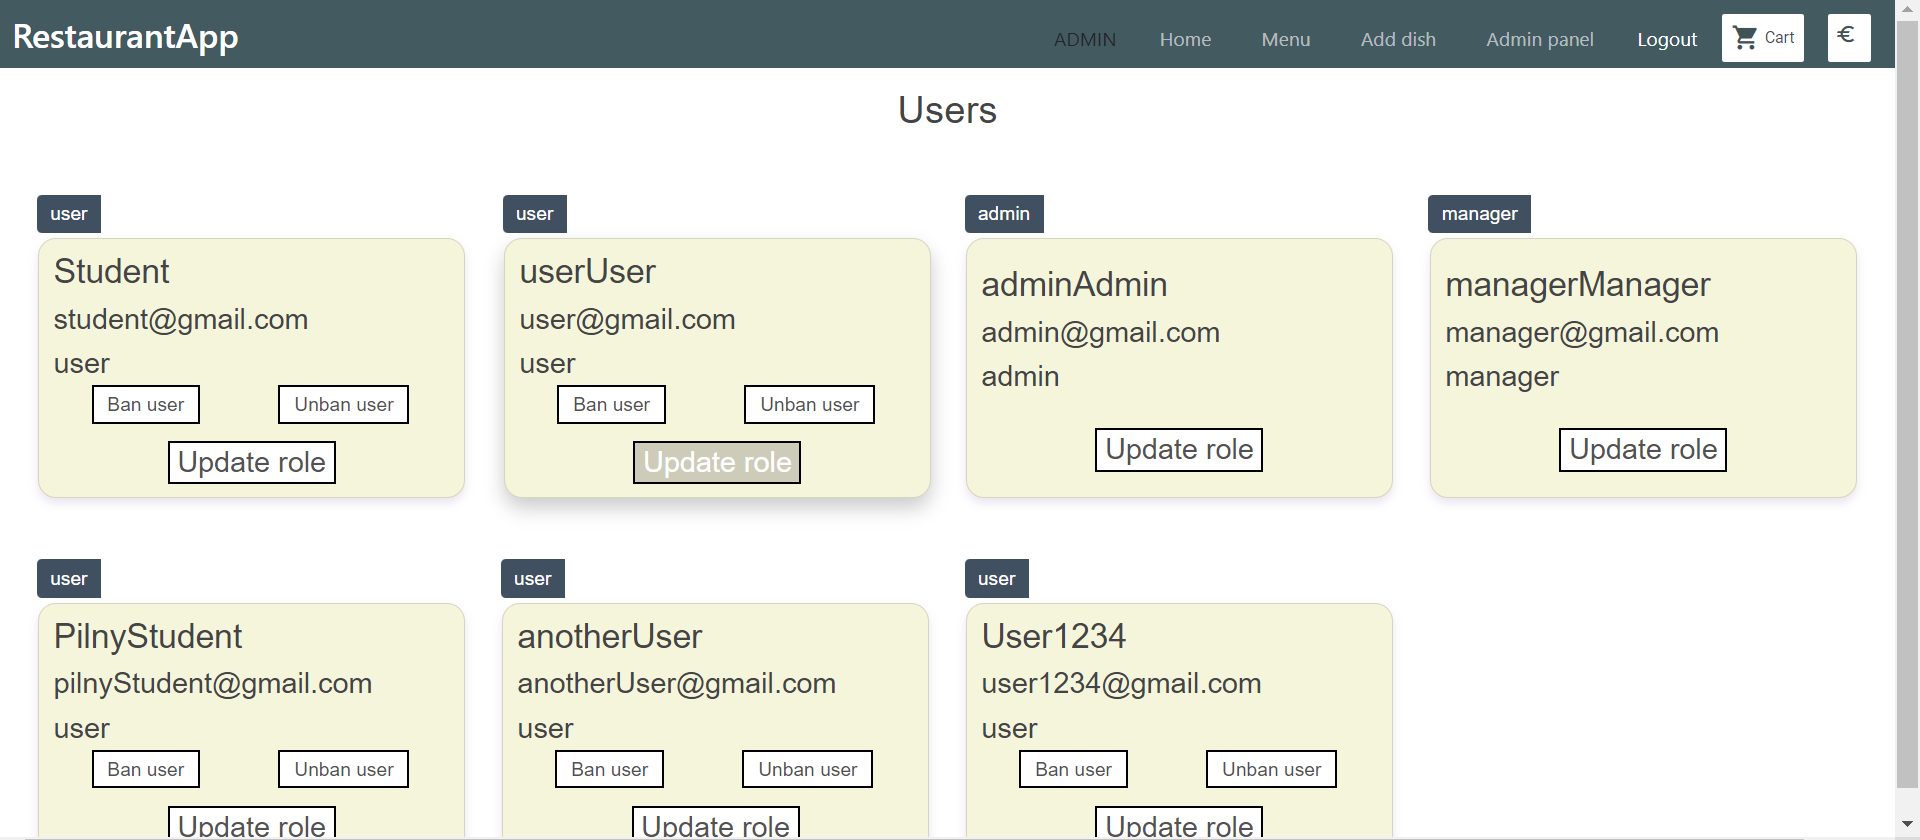 RestaurantApp
ADMIN Home Menu Add dish Admin panel Logout Cart €
Users
user
Student
student@gmail.com
user
Ban user Unban user
Update role
user
userUser
user@gmail.com
user
Ban user Unban user
Update role
admin
adminAdmin
admin@gmail.com
admin
Update role
manager
managerManager
manager@gmail.com
manager
Update role
user
PilnyStudent
pilnyStudent@gmail.com
user
Ban user Unban user
Update role
user
anotherUser
anotherUser@gmail.com
user
Ban user Unban user
Update role
user
User1234
user1234@gmail.com
user
Ban user Unban user
Update role